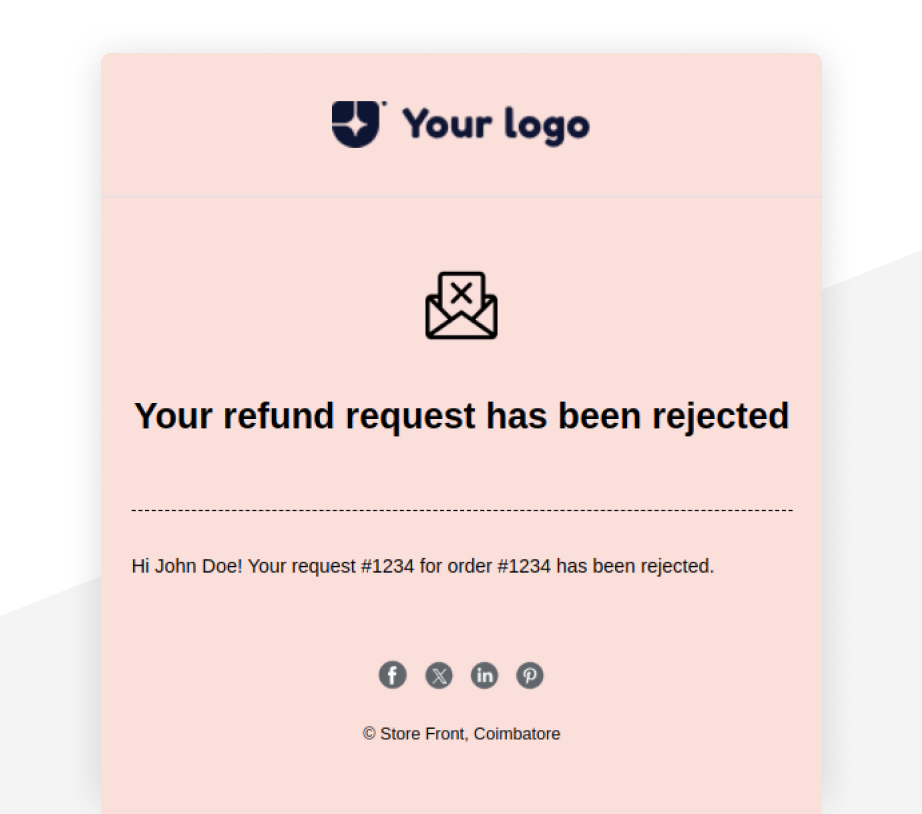 Your logo
Your refund request has been rejected
Hi John Doe! Your request #1234 for order #1234 has been rejected.
© Store Front, Coimbatore